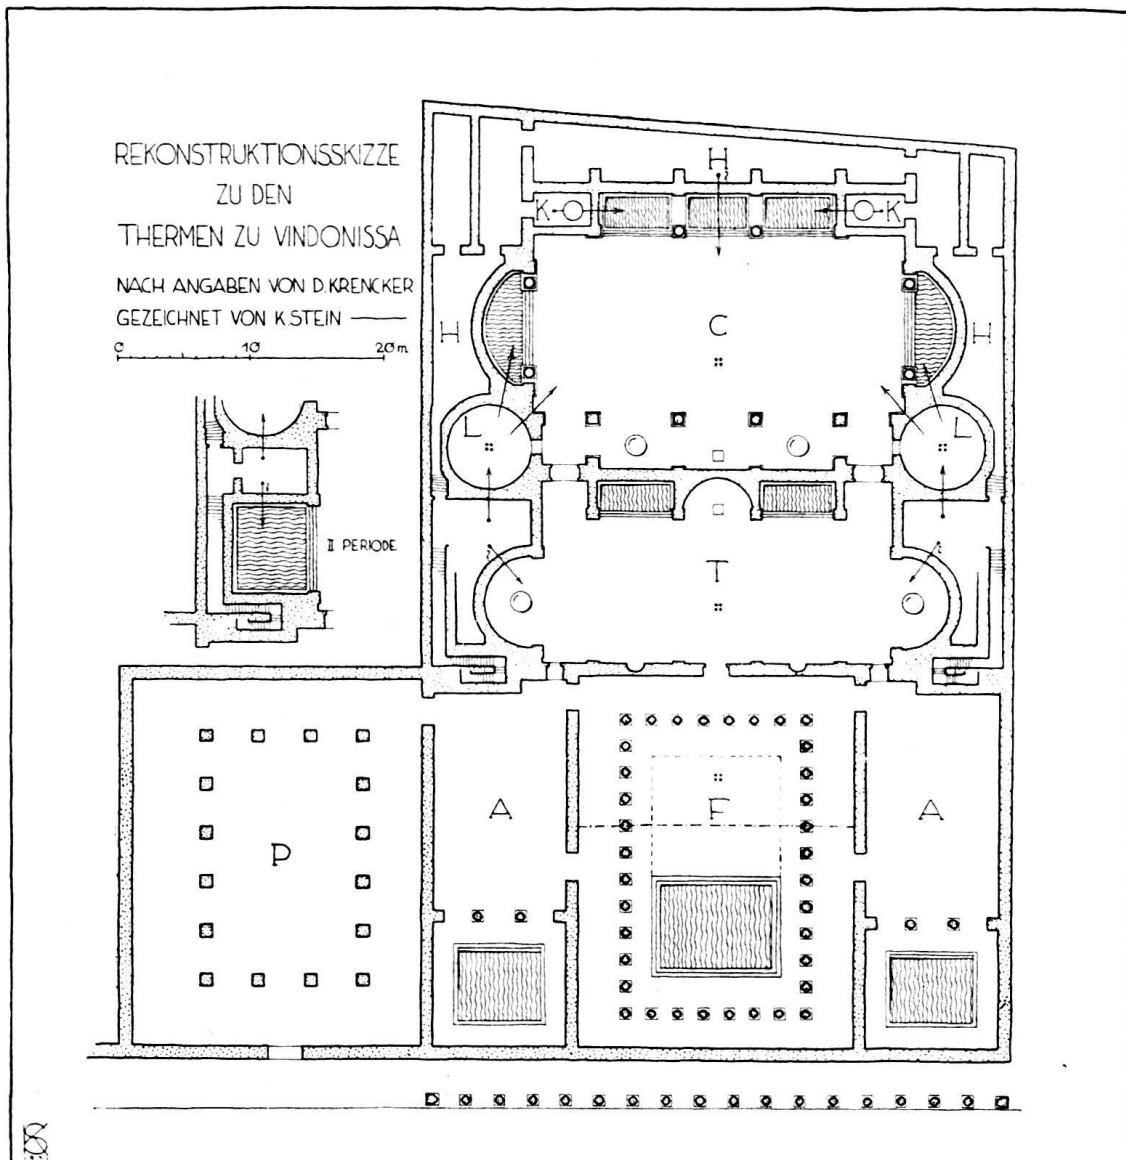 REKONSTRUKTIONSSKIZZE
ZU DEN
THERMEN ZU VINDONISSA
NACH ANGABEN VON D. KRENCKER
GEZEICHNET VON K. STEIN
0 10 20 m
H
K K
C
H H
L L
II PERIODE
T
A F A
P